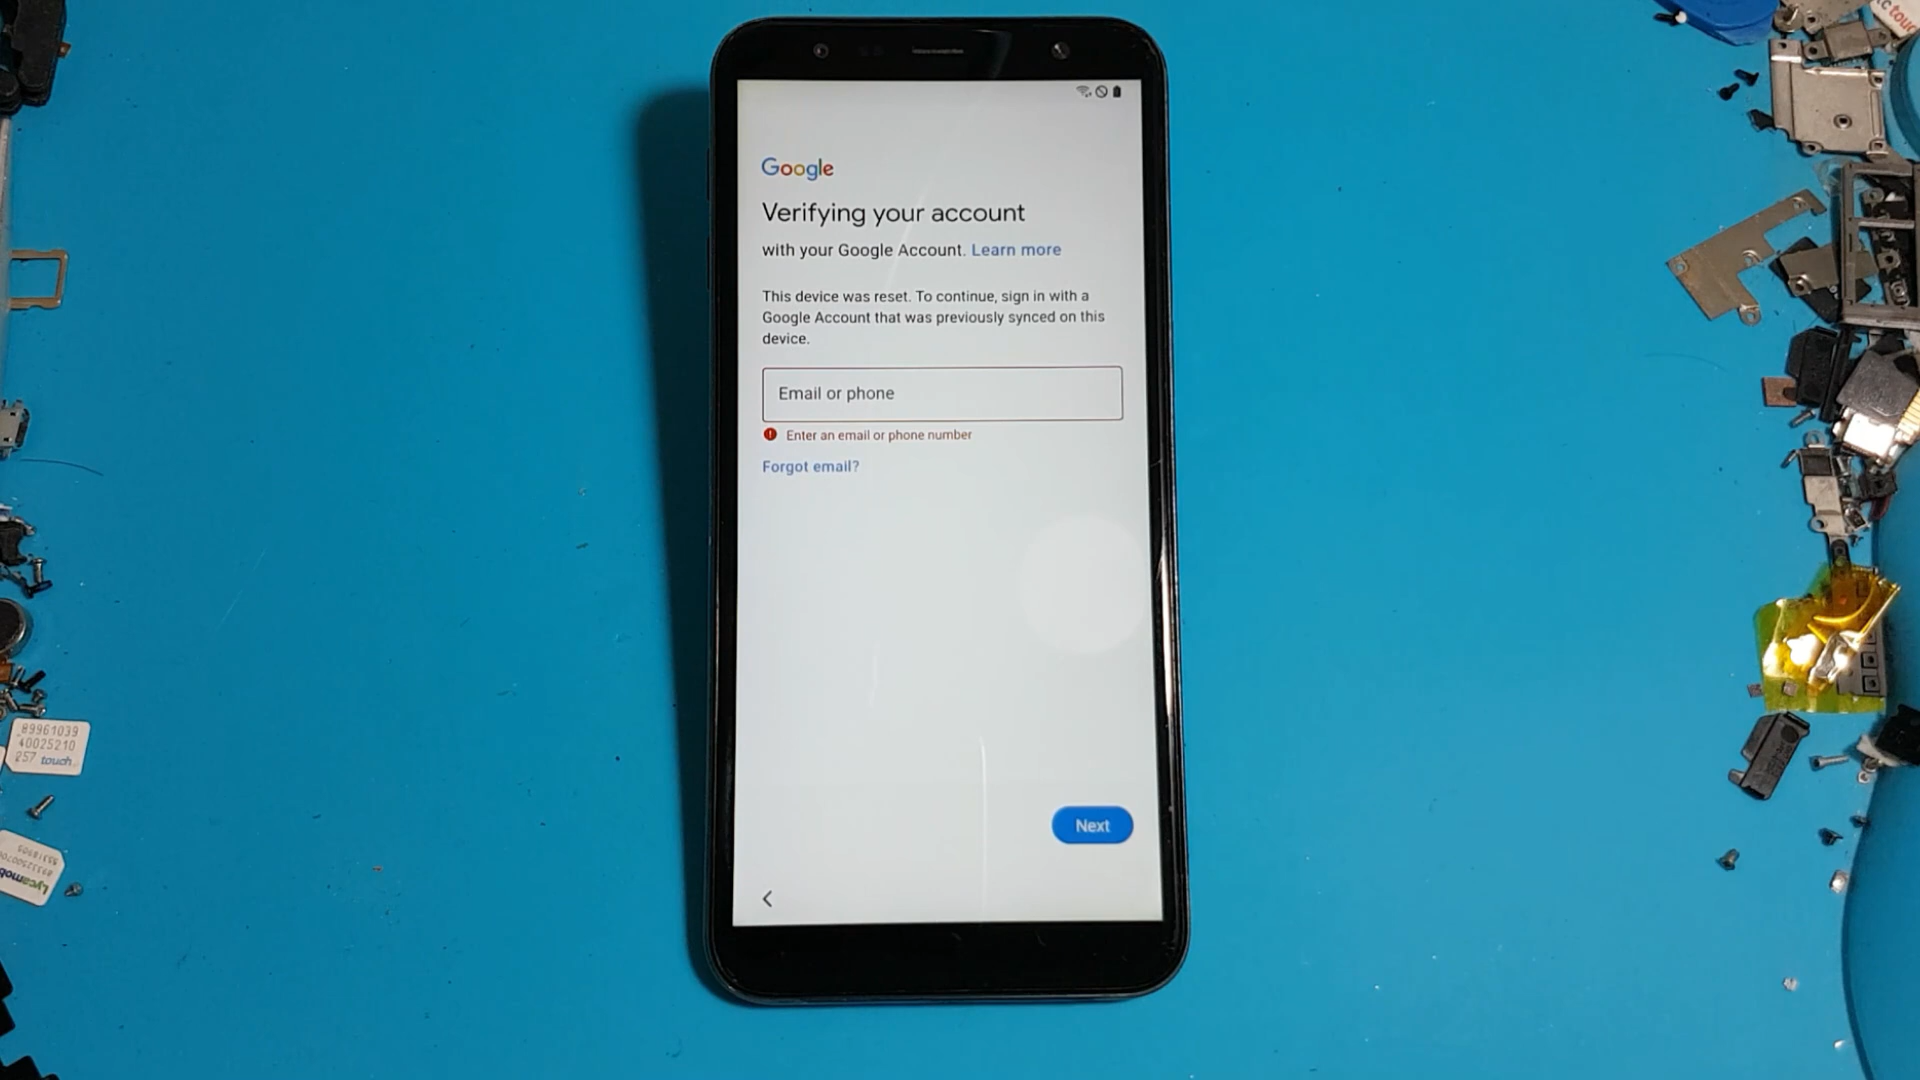 Google
Verifying your account
with your Google Account. Learn more
This device was reset. To continue, sign in with a
Google Account that was previously synced on this
device.
Email or phone
Enter an email or phone number
Forgot email?
Next
89961039
40025210
257 touch
Lycamob
touc